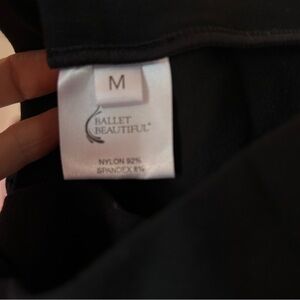 M
BALLET
BEAUTIFUL
NYLON 92%
SPANDEX 8%